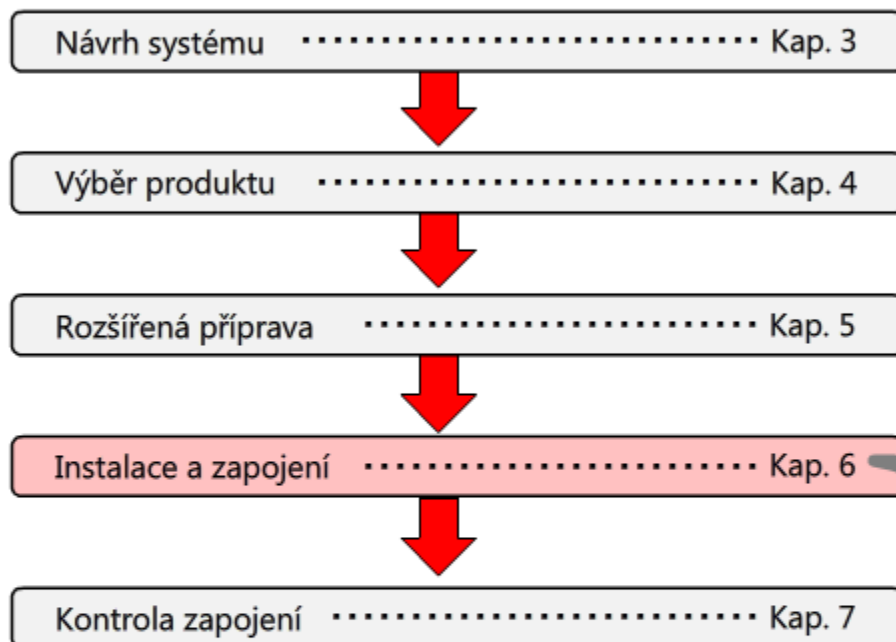 Návrh systému ······························ Kap. 3
Výběr produktu ····························· Kap. 4
Rozšířená příprava ·························· Kap. 5
Instalace a zapojení ·························· Kap. 6
Kontrola zapojení ···························· Kap. 7